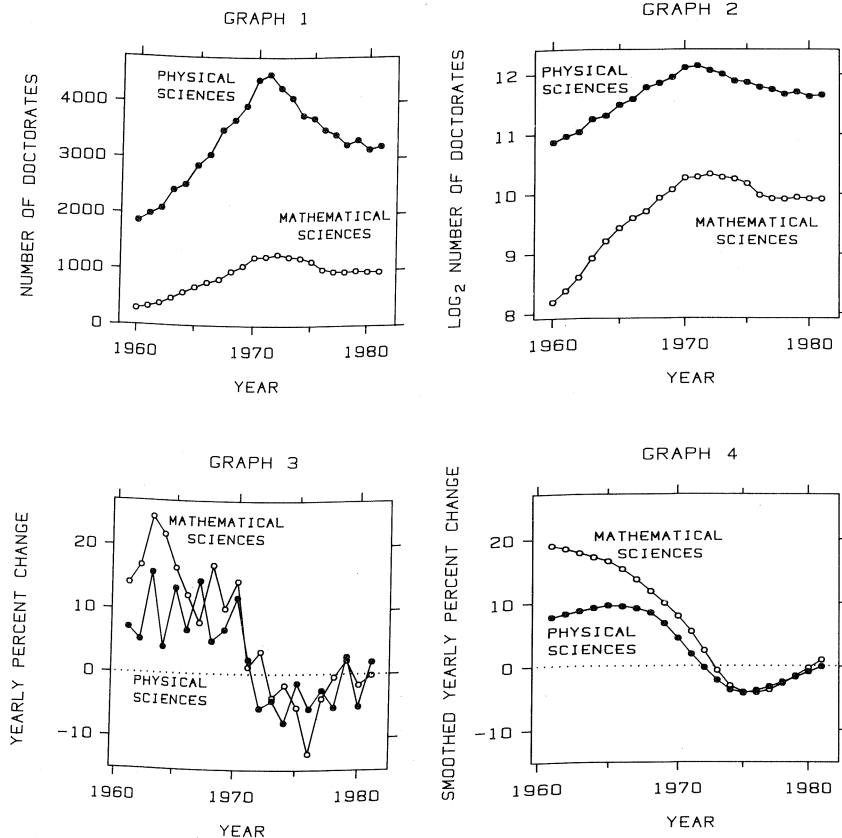 GRAPH 1
NUMBER OF DOCTORATES
4000
3000
2000
1000
0
PHYSICAL
SCIENCES
MATHEMATICAL
SCIENCES
1960
1970
1980
YEAR
GRAPH 2
LOG2 NUMBER OF DOCTORATES
12
11
10
9
8
PHYSICAL
SCIENCES
MATHEMATICAL
SCIENCES
1960
1970
1980
YEAR
GRAPH 3
YEARLY PERCENT CHANGE
20
10
0
-10
MATHEMATICAL
SCIENCES
PHYSICAL
SCIENCES
1960
1970
1980
YEAR
GRAPH 4
SMOOTHED YEARLY PERCENT CHANGE
20
10
0
-10
MATHEMATICAL
SCIENCES
PHYSICAL
SCIENCES
1960
1970
1980
YEAR